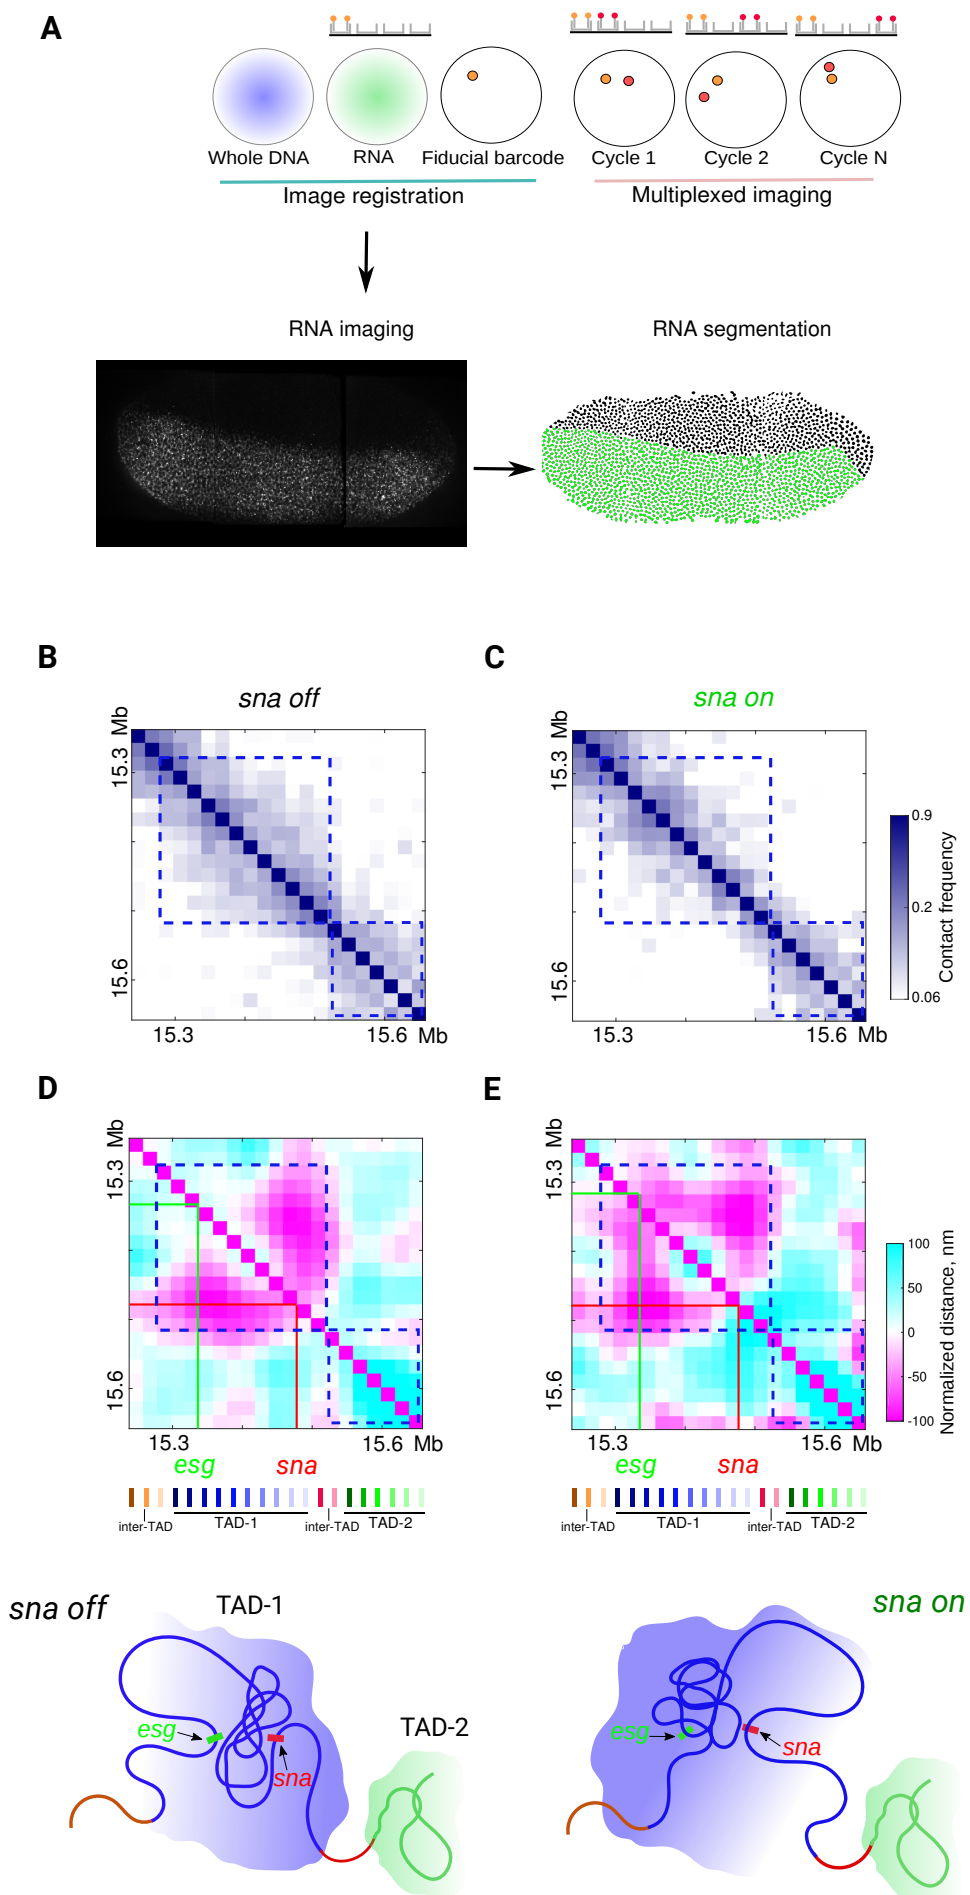 A
Whole DNA
RNA
Fiducial barcode
Cycle 1
Cycle 2
Cycle N
Image registration
Multiplexed imaging
RNA imaging
RNA segmentation
B
C
sna off
sna on
Mb
15.3
15.6
15.3
15.6 Mb
Mb
15.3
15.6
15.3
15.6 Mb
0.9
0.2
0.06
Contact frequency
D
E
Mb
15.3
15.6
15.3
15.6 Mb
esg
sna
Mb
15.3
15.6
15.3
15.6 Mb
esg
sna
100
50
0
-50
-100
Normalized distance, nm
inter-TAD
TAD-1
inter-TAD
TAD-2
inter-TAD
TAD-1
inter-TAD
TAD-2
sna off
TAD-1
esg
sna
TAD-2
sna on
esg
sna